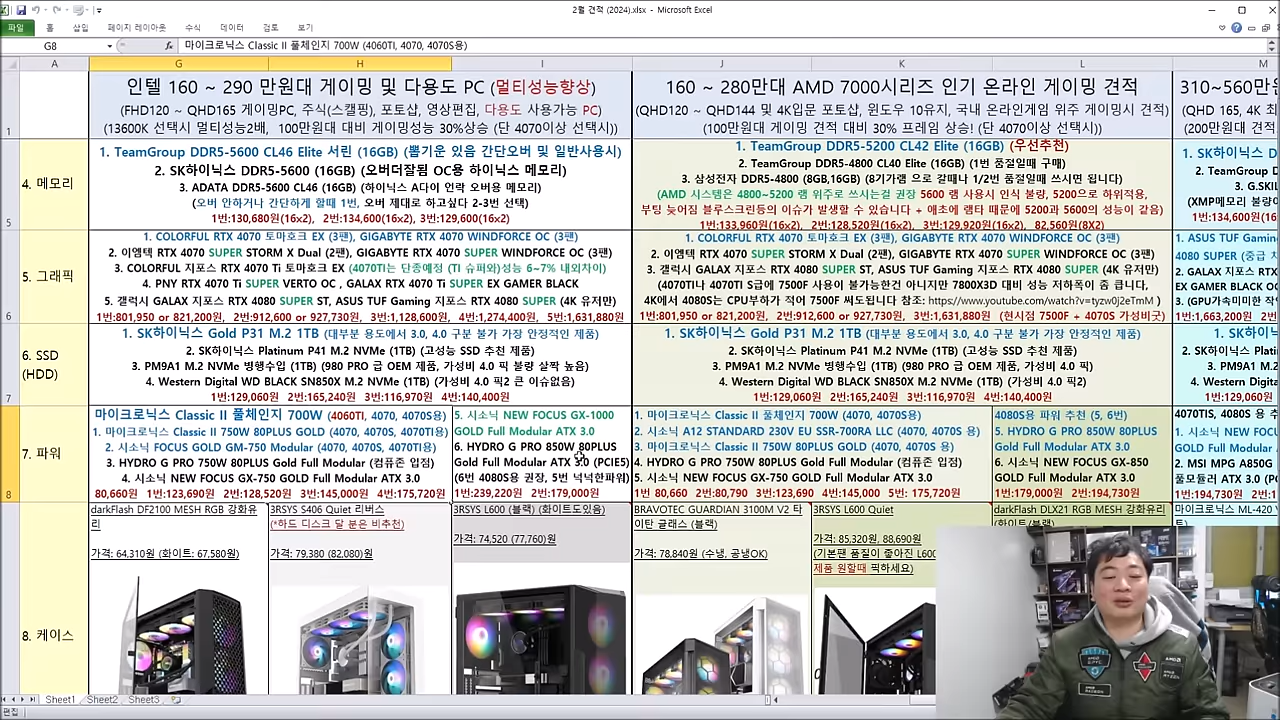 2월 견적 (2024).xlsx - Microsoft Excel
파일 홈 삽입 페이지 레이아웃 수식 데이터 검토 보기
G8 fx 마이크로닉스 Classic II 풀체인지 700W (4060TI, 4070, 4070S용)
A G H I J K L M
1
인텔 160 ~ 290 만원대 게이밍 및 다용도 PC (멀티성능향상)
(FHD120 ~ QHD165 게이밍PC, 주식(스캘핑), 포토샵, 영상편집, 다용도 사용가능 PC)
(13600K 선택시 멀티성능2배, 100만원대 대비 게이밍성능 30%상승 (단 4070이상 선택시))
160 ~ 280만대 AMD 7000시리즈 인기 온라인 게이밍 견적
(QHD120 ~ QHD144 및 4K입문 포토샵, 윈도우 10유지, 국내 온라인게임 위주 게이밍시 견적)
(100만원대 게이밍 견적 대비 30% 프레임 상승! (단 4070이상 선택시))
310~560만
(QHD 165, 4K 최
(200만원대 견적
4. 메모리
5
1. TeamGroup DDR5-5600 CL46 Elite 서린 (16GB) (뽑기운 있음 간단오버 및 일반사용시)
2. SK하이닉스 DDR5-5600 (16GB) (오버더잘됨 OC용 하이닉스 메모리)
3. ADATA DDR5-5600 CL46 (16GB) (하이닉스 A다이 인락 오버용 메모리)
(오버 안하거나 간단하게 할때 1번, 오버 제대로 하고싶다 2-3번 선택)
1번:130,680원(16x2), 2번:134,600(16x2), 3번:129,600(16x2)
1. TeamGroup DDR5-5200 CL42 Elite (16GB) (우선추천)
2. TeamGroup DDR5-4800 CL40 Elite (16GB) (1번 품절일때 구매)
3. 삼성전자 DDR5-4800 (8GB,16GB) (8기가램 으로 갈때나 1/2번 품절일때 쓰시면 됩니다)
(AMD 시스템은 4800~5200 램 위주로 쓰시는걸 권장 5600 램 사용시 인식 불량, 5200으로 하위적용,
부팅 늦어짐 블루스크린등의 이슈가 발생할 수 있습니다 + 애초에 램타 때문에 5200과 5600의 성능이 같음)
1번:133,960원(16x2), 2번:128,520원(16x2), 3번:129,920원(16x2), 82,560원(8X2)
1. SK하이닉스 D
2. TeamGroup D
3. G.SKIL
(XMP메모리 불량이
1번:134,600원(16
5. 그래픽
6
1. COLORFUL RTX 4070 토마호크 EX (3팬), GIGABYTE RTX 4070 WINDFORCE OC (3팬)
2. 이엠텍 RTX 4070 SUPER STORM X Dual (2팬), GIGABYTE RTX 4070 SUPER WINDFORCE OC (3팬)
3. COLORFUL 지포스 RTX 4070 Ti 토마호크 EX (4070Ti는 단종예정 (TI 슈퍼와)성능 6~7% 내외차이)
4. PNY RTX 4070 Ti SUPER VERTO OC , GALAX RTX 4070 Ti SUPER EX GAMER BLACK
5. 갤럭시 GALAX 지포스 RTX 4080 SUPER ST, ASUS TUF Gaming 지포스 RTX 4080 SUPER (4K 유저만)
1번:801,950 or 821,200원, 2번:912,600 or 927,730원, 3번:1,128,600원, 4번:1,274,400원, 5번:1,631,880원
1. COLORFUL RTX 4070 토마호크 EX (3팬), GIGABYTE RTX 4070 WINDFORCE OC (3팬)
2. 이엠텍 RTX 4070 SUPER STORM X Dual (2팬), GIGABYTE RTX 4070 SUPER WINDFORCE OC (3팬)
3. 갤럭시 GALAX 지포스 RTX 4080 SUPER ST, ASUS TUF Gaming 지포스 RTX 4080 SUPER (4K 유저만)
(4070Ti나 4070Ti S급에 7500F 사용이 불가능한건 아니지만 7800X3D 대비 성능 저하폭이 좀 큽니다,
4K에서 4080S는 CPU부하가 적어 7500F 써도됩니다 참조: https://www.youtube.com/watch?v=tyzw0j2eTmM )
1번:801,950 or 821,200원, 2번:912,600 or 927,730원, 3번:1,631,880원 (현시점 7500F + 4070S 가성비굿)
1. ASUS TUF Gaming
4080 SUPER (중급 차
2. GALAX 지포스 RTX
EX
3. (GPU가속미미한 작
1번:1,663,200원, 2번
6. SSD
(HDD)
7
1. SK하이닉스 Gold P31 M.2 1TB (대부분 용도에서 3.0, 4.0 구분 불가 가장 안정적인 제품)
2. SK하이닉스 Platinum P41 M.2 NVMe (1TB) (고성능 SSD 추천 제품)
3. PM9A1 M.2 NVMe 병행수입 (1TB) (980 PRO 급 OEM 제품, 가성비 4.0 픽 불량 살짝 높음)
4. Western Digital WD BLACK SN850X M.2 NVMe (1TB) (가성비 4.0 픽2 큰 이슈없음)
1번:129,060원, 2번:165,240원, 3번:116,970원, 4번:140,400원
1. SK하이닉스 Gold P31 M.2 1TB (대부분 용도에서 3.0, 4.0 구분 불가 가장 안정적인 제품)
2. SK하이닉스 Platinum P41 M.2 NVMe (1TB) (고성능 SSD 추천 제품)
3. PM9A1 M.2 NVMe 병행수입 (1TB) (980 PRO 급 OEM 제품, 가성비 4.0 픽 불량 살짝 높음)
4. Western Digital WD BLACK SN850X M.2 NVMe (1TB) (가성비 4.0 픽2)
1번:129,060원, 2번:165,240원, 3번:116,970원, 4번:140,400원
1. SK하이닉
2. SK하이닉스
3. PM9A1 M.2
4. Western Digital
1번:129,060
7. 파워
8
마이크로닉스 Classic II 풀체인지 700W (4060TI, 4070, 4070S용)
1. 마이크로닉스 Classic II 750W 80PLUS GOLD (4070, 4070S, 4070TI용)
2. 시소닉 FOCUS GOLD GM-750 Modular (4070, 4070S, 4070TI용)
3. HYDRO G PRO 750W 80PLUS Gold Full Modular (컴퓨존 입점)
4. 시소닉 NEW FOCUS GX-750 GOLD Full Modular ATX 3.0
80,660원 1번:123,690원 2번:128,520원 3번:145,000원 4번:175,720원
5. 시소닉 NEW FOCUS GX-1000
GOLD Full Modular ATX 3.0
6. HYDRO G PRO 850W 80PLUS
Gold Full Modular ATX 3.0 (PCIE5)
(6번 4080S용 권장, 5번 넉넉한파워)
1번:239,220원 2번:179,000원
1. 마이크로닉스 Classic II 풀체인지 700W (4070, 4070S용)
2. 시소닉 A12 STANDARD 230V EU SSR-700RA LLC (4070, 4070S 용)
3. 마이크로닉스 Classic II 750W 80PLUS GOLD (4070, 4070S 용)
4. HYDRO G PRO 750W 80PLUS Gold Full Modular (컴퓨존 입점)
5. 시소닉 NEW FOCUS GX-750 GOLD Full Modular ATX 3.0
1번 80,660 2번:80,790 3번:123,690 4번:145,000 5번: 175,720원
4080S용 파워 추천 (5, 6번)
5. HYDRO G PRO 850W 80PLUS
Gold Full Modular ATX 3.0
6. 시소닉 NEW FOCUS GX-850
GOLD Full Modular ATX 3.0
1번:179,000원 2번:194,730원
4070TIS, 4080S 용 추
1. 시소닉 NEW FOCU
GOLD Fu
2. MSI MPG A850G
풀모듈러 ATX 3.0 (H
1번:194,730원 2번:1
8. 케이스
darkFlash DF2100 MESH RGB 강화유
리
가격: 64,310원 (화이트: 67,580원)
3RSYS S406 Quiet 리버스
(*하드 디스크 달 분은 비추천)
가격: 79,380 (82,080)원
3RSYS L600 (블랙) (화이트도있음)
가격: 74,520 (77,760)원
BRAVOTEC GUARDIAN 3100M V2 타
이탄 글래스 (블랙)
가격: 78,840원 (수냉, 공냉OK)
3RSYS L600 Quiet
가격: 85,320원, 88,690원
(기본팬 품질이 좋아진 L600
제품 원할때 픽하세요)
darkFlash DLX21 RGB MESH 강화유리
(화이트/블랙)
마이크로닉스 ML-420
Sheet1 Sheet2 Sheet3
편집